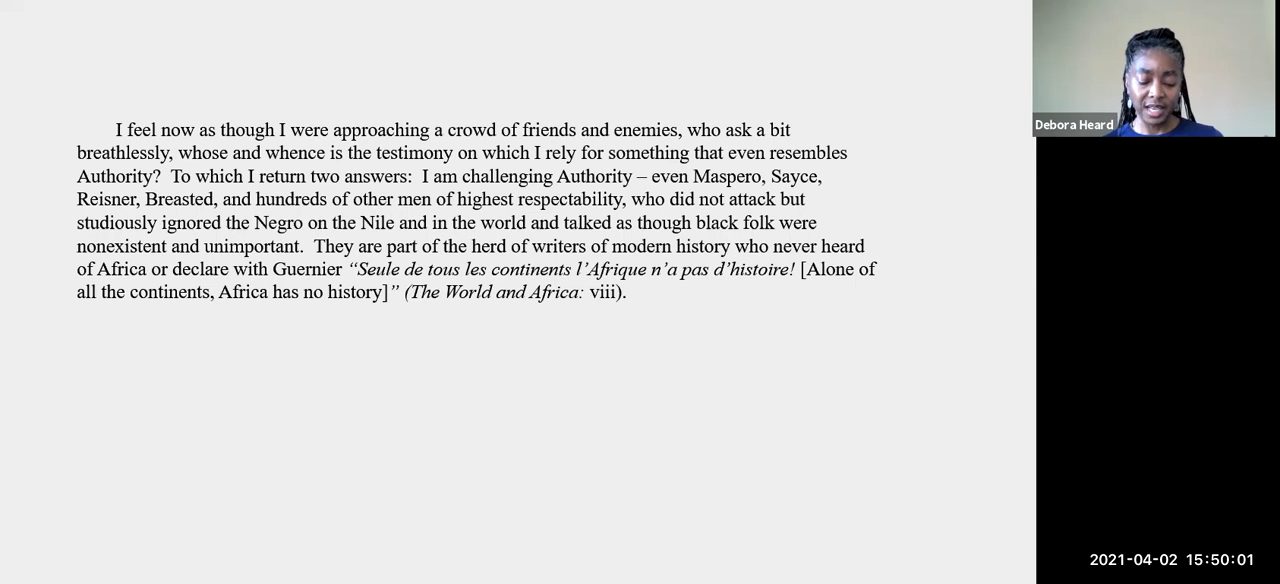 I feel now as though I were approaching a crowd of friends and enemies, who ask a bit
breathlessly, whose and whence is the testimony on which I rely for something that even resembles
Authority?  To which I return two answers:  I am challenging Authority – even Maspero, Sayce,
Reisner, Breasted, and hundreds of other men of highest respectability, who did not attack but
studiously ignored the Negro on the Nile and in the world and talked as though black folk were
nonexistent and unimportant.  They are part of the herd of writers of modern history who never heard
of Africa or declare with Guernier “Seule de tous les continents l’Afrique n’a pas d’histoire! [Alone of
all the continents, Africa has no history]” (The World and Africa: viii).
Debora Heard
2021-04-02 15:50:01